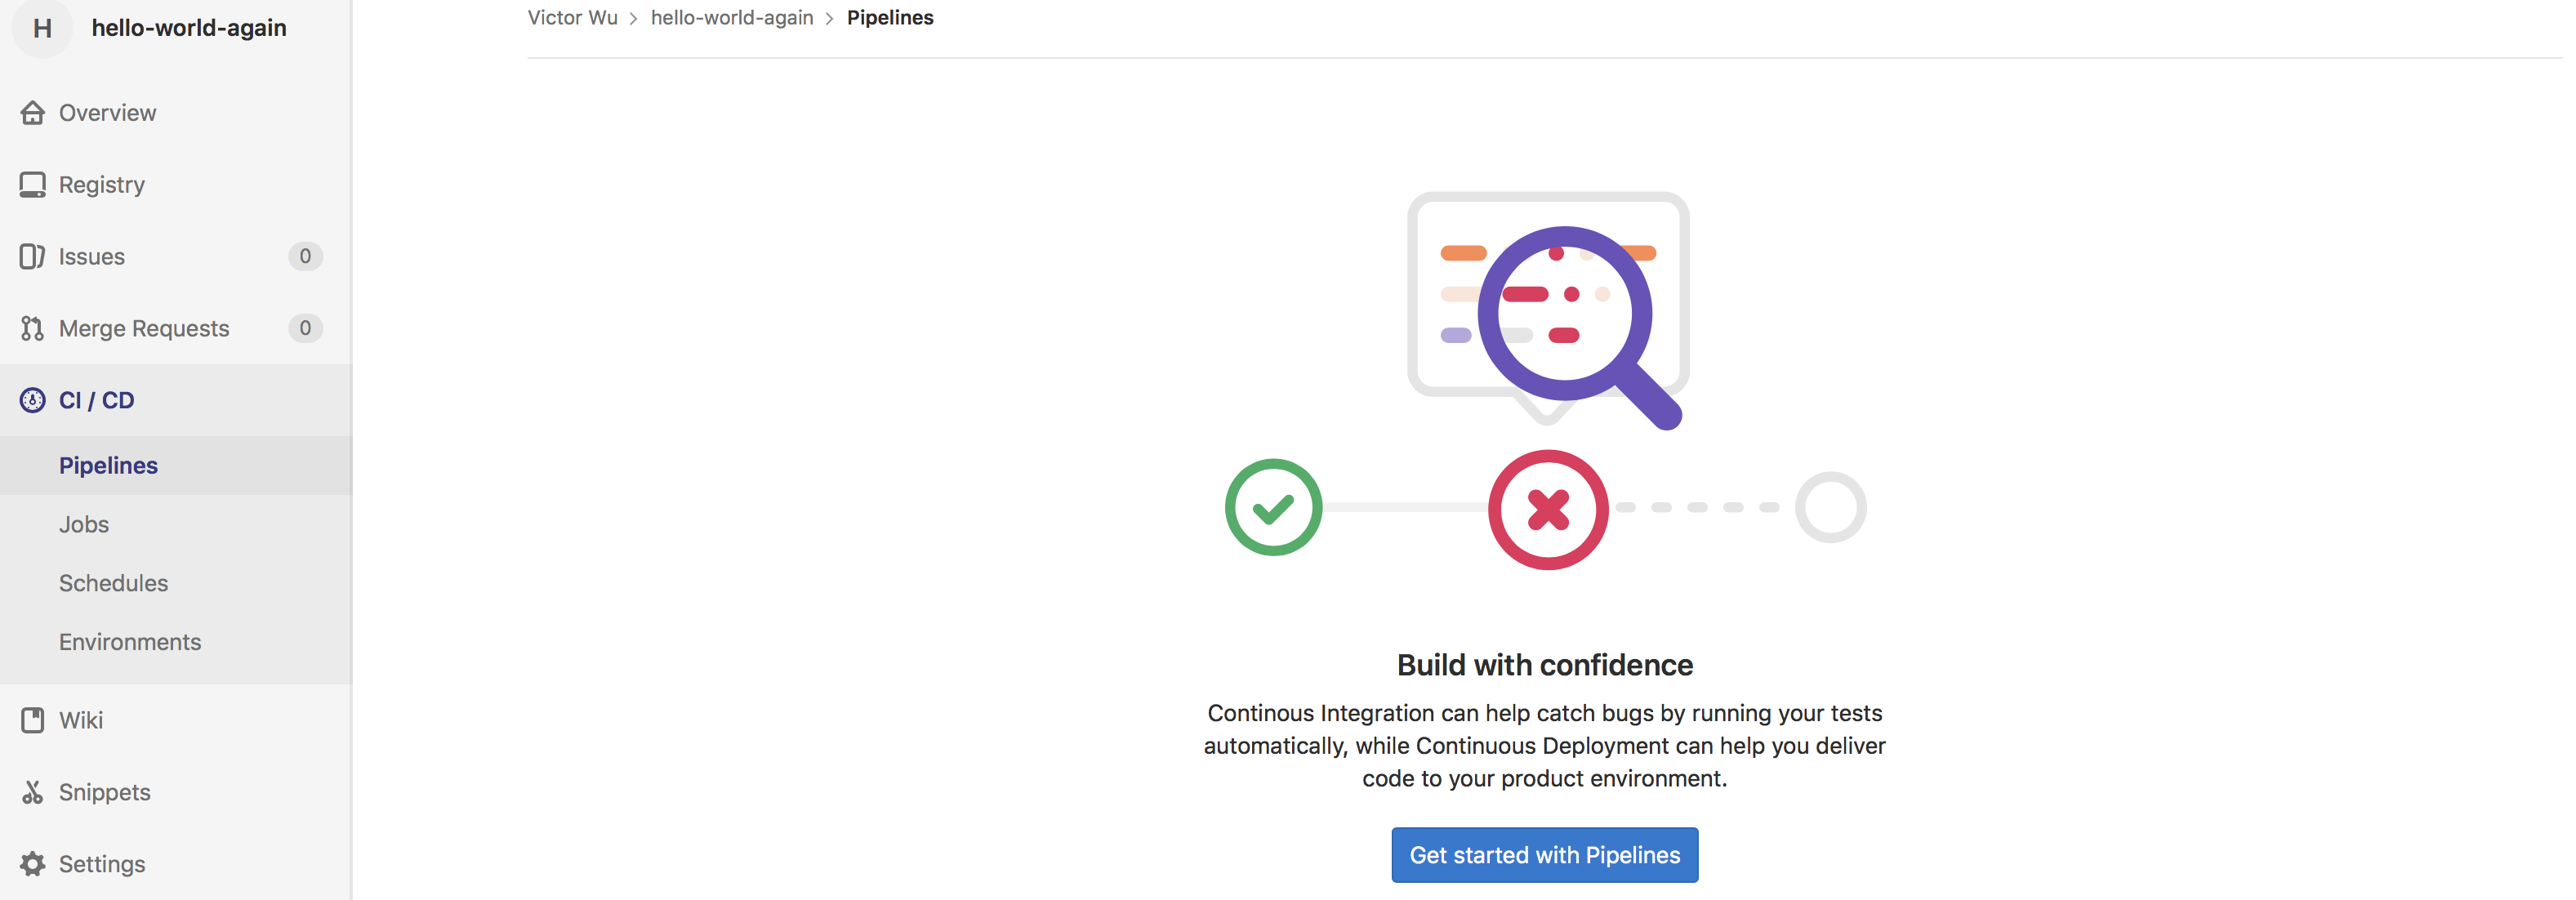 H hello-world-again
Overview
Registry
Issues 0
Merge Requests 0
CI / CD
Pipelines
Jobs
Schedules
Environments
Wiki
Snippets
Settings
Victor Wu > hello-world-again > Pipelines
Build with confidence
Continous Integration can help catch bugs by running your tests
automatically, while Continuous Deployment can help you deliver
code to your product environment.
Get started with Pipelines